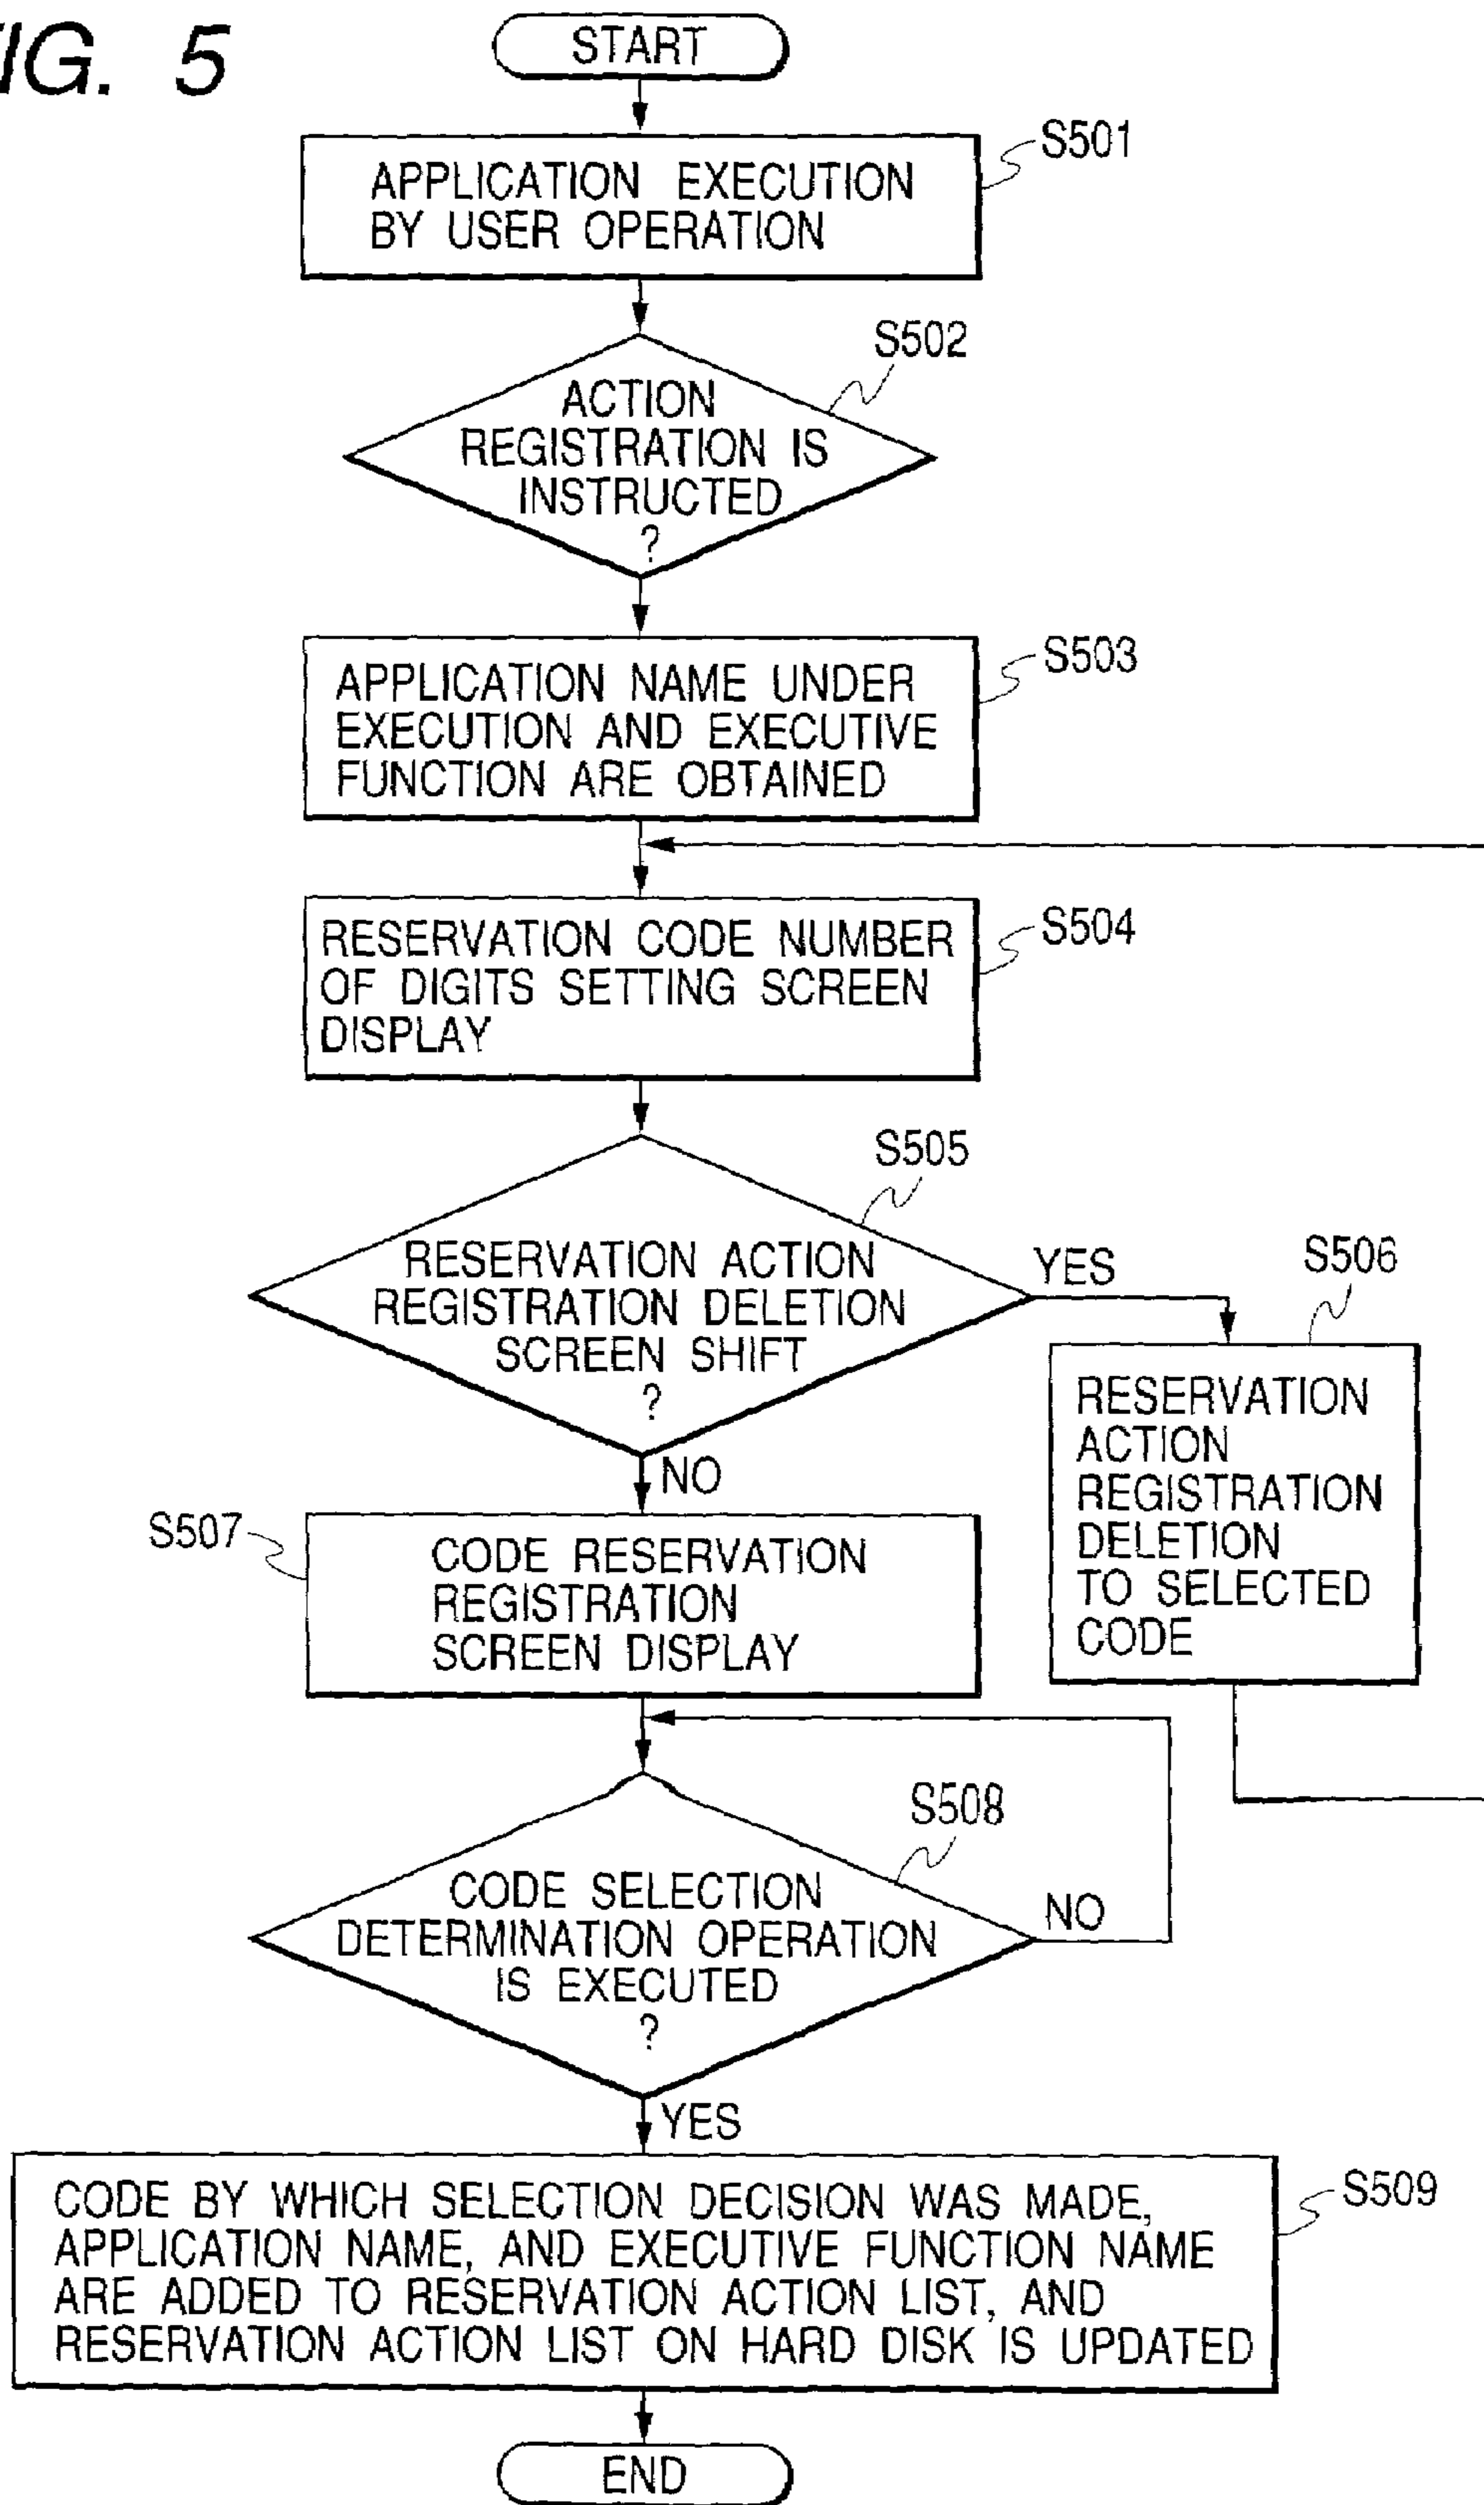 FIG. 5
START
S501
APPLICATION EXECUTION
BY USER OPERATION
S502
ACTION
REGISTRATION IS
INSTRUCTED
?
S503
APPLICATION NAME UNDER
EXECUTION AND EXECUTIVE
FUNCTION ARE OBTAINED
S504
RESERVATION CODE NUMBER
OF DIGITS SETTING SCREEN
DISPLAY
S505
RESERVATION ACTION
REGISTRATION DELETION
SCREEN SHIFT
?
YES
S506
RESERVATION
ACTION
REGISTRATION
DELETION
TO SELECTED
CODE
NO
S507
CODE RESERVATION
REGISTRATION
SCREEN DISPLAY
S508
CODE SELECTION
DETERMINATION OPERATION
IS EXECUTED
?
NO
YES
S509
CODE BY WHICH SELECTION DECISION WAS MADE,
APPLICATION NAME, AND EXECUTIVE FUNCTION NAME
ARE ADDED TO RESERVATION ACTION LIST, AND
RESERVATION ACTION LIST ON HARD DISK IS UPDATED
END